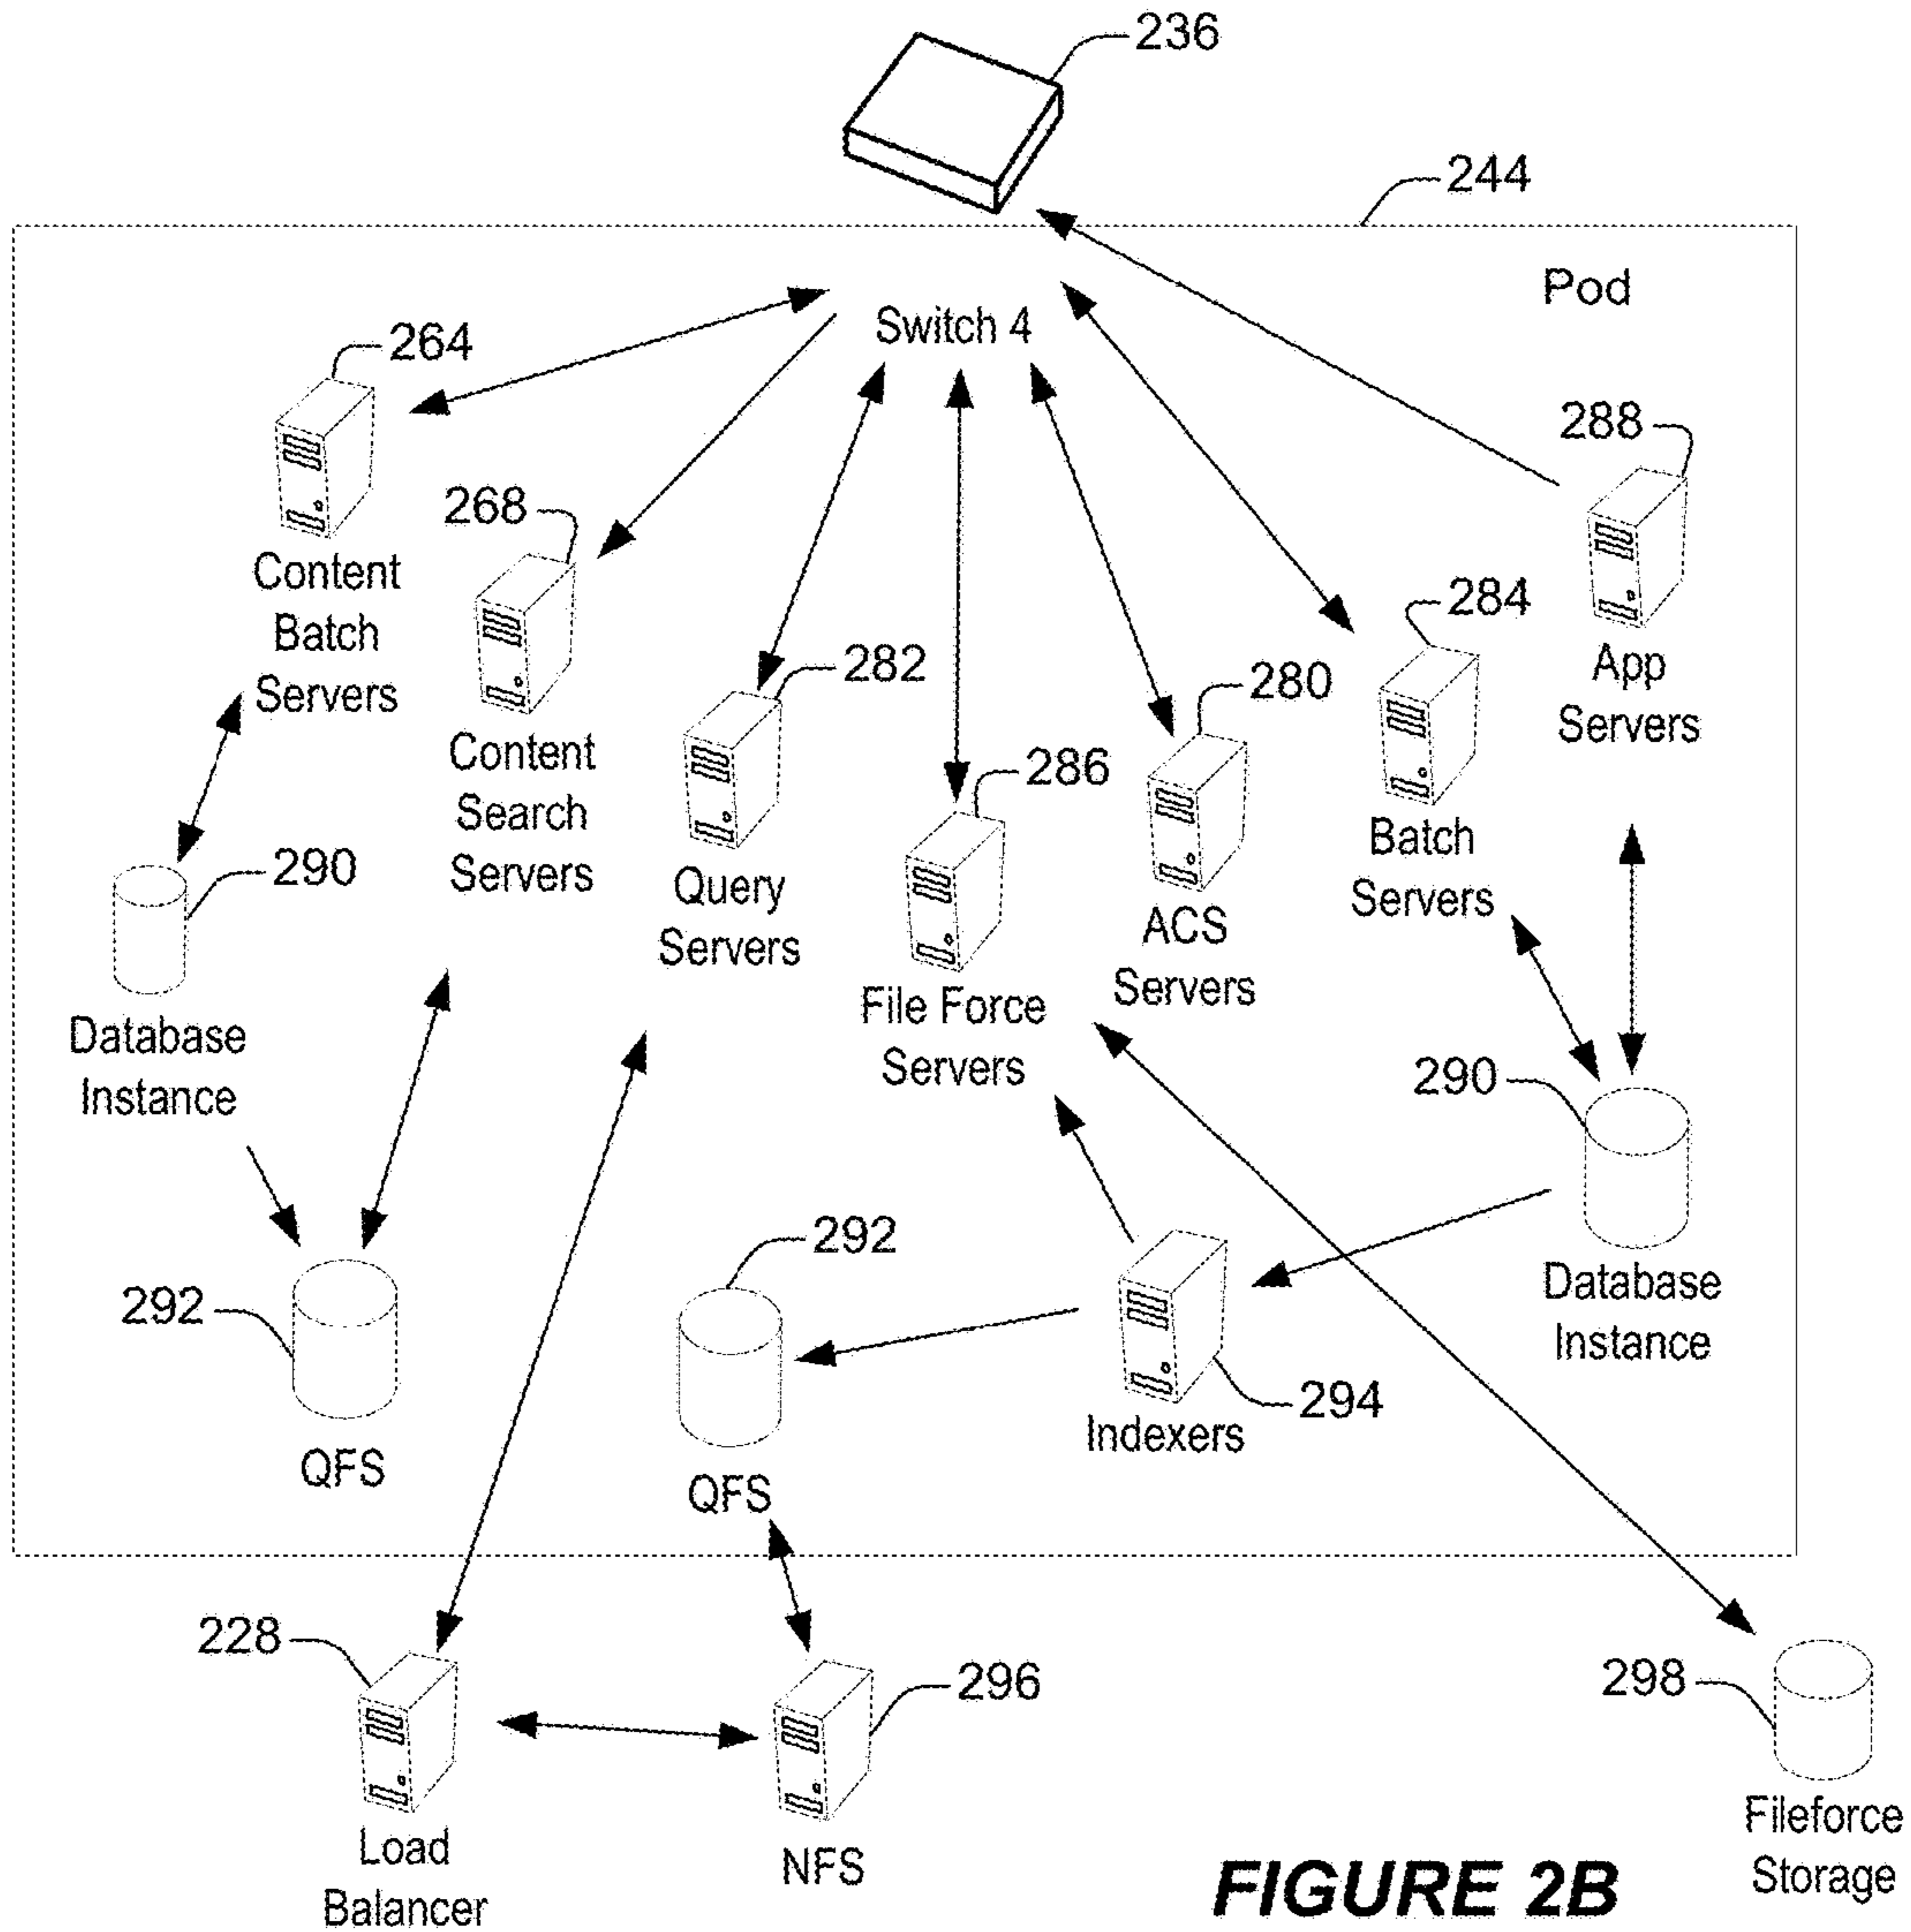 236
244
Pod
Switch 4
264
288
268
Content
Batch
Servers
284
282
280
App
Servers
Content
Search
Servers
286
Batch
Servers
290
Query
Servers
ACS
Servers
File Force
Servers
Database
Instance
290
292
292
Database
Instance
294
Indexers
QFS
QFS
228
296
298
Load
Balancer
NFS
Fileforce
Storage
FIGURE 2B